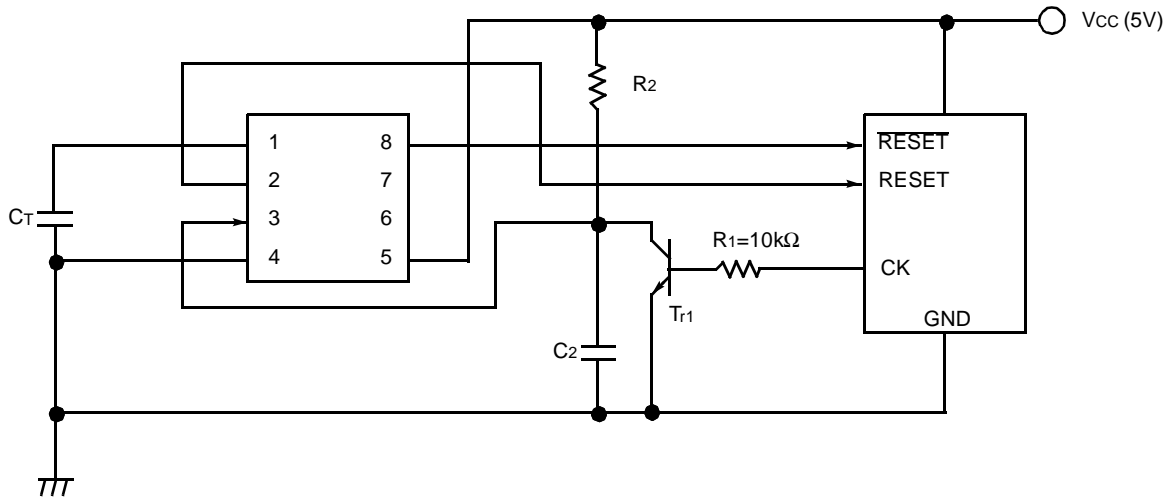 VCC (5V)
R2
1 8
2 7
3 6
4 5
CT
RESET
RESET
R1=10kΩ
CK
Tr1
GND
C2